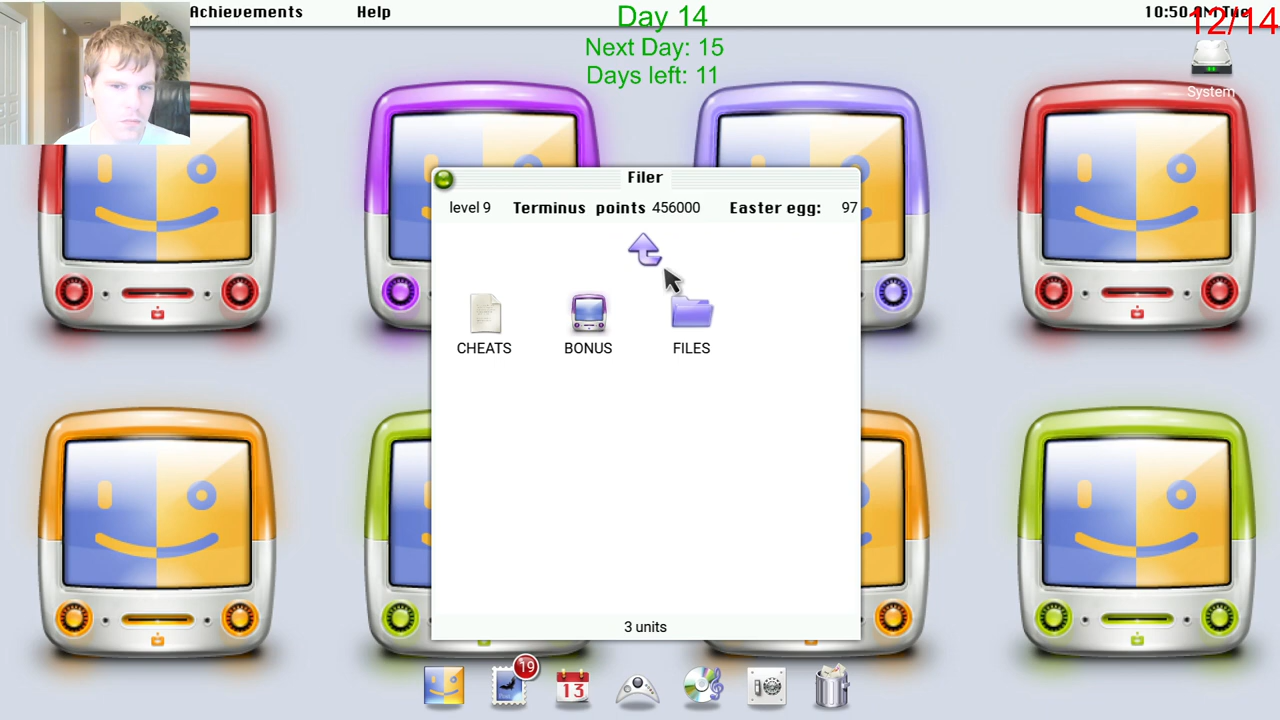 Achievements Help
Day 14
Next Day: 15
Days left: 11
10:50 AM Tue
12/14
System
Filer
level 9 Terminus points 456000 Easter egg: 97
CHEATS BONUS FILES
3 units
19
13